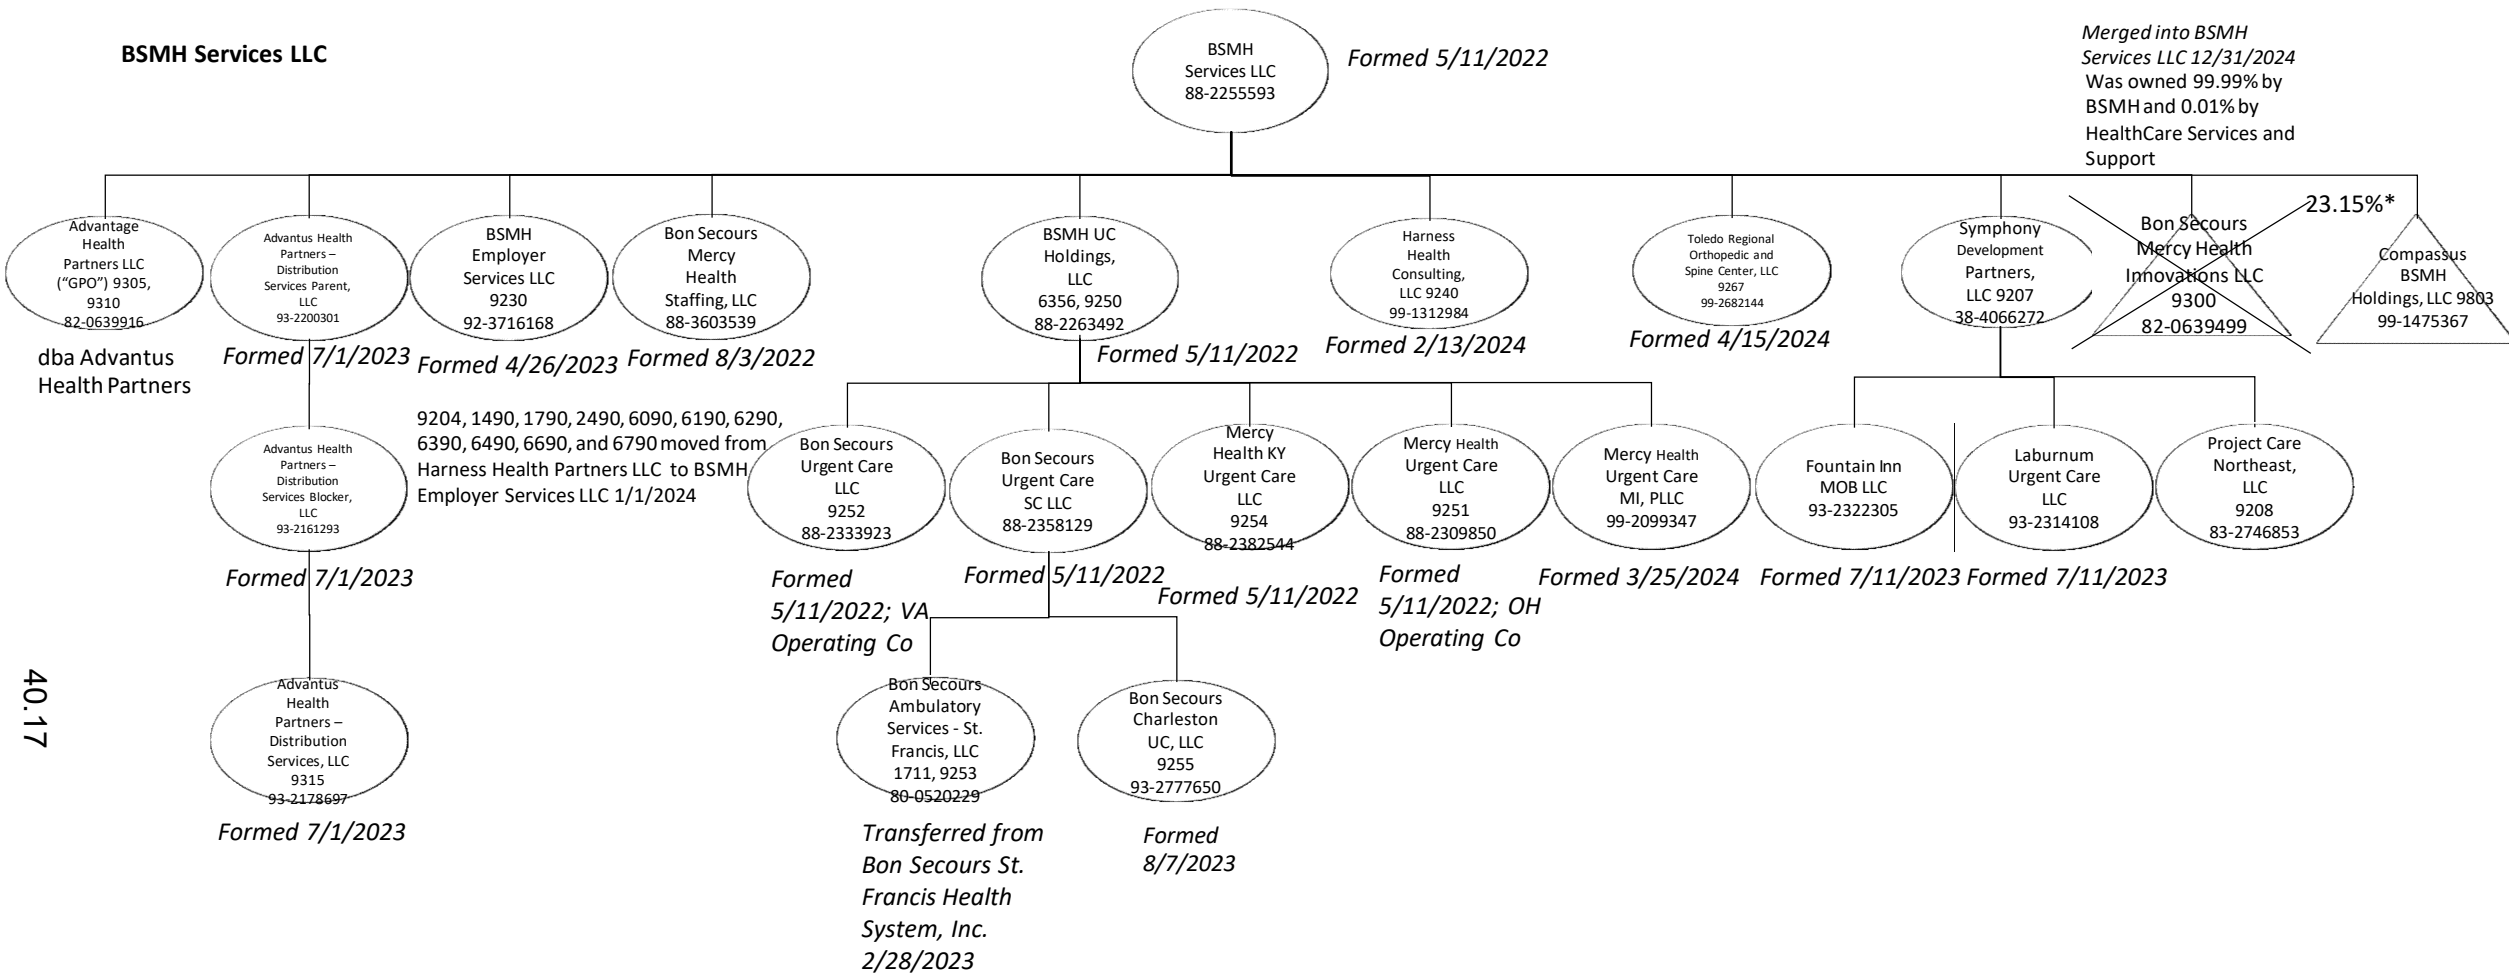 BSMH Services LLC
BSMH
Services LLC
88-2255593
Formed 5/11/2022
Merged into BSMH
Services LLC 12/31/2024
Was owned 99.99% by
BSMH and 0.01% by
HealthCare Services and
Support
Advantage
Health
Partners LLC
(“GPO”) 9305,
9310
82-0639916
dba Advantus
Health Partners
Advantus Health
Partners –
Distribution
Services Parent,
LLC
93-2200301
Formed 7/1/2023
BSMH
Employer
Services LLC
9230
92-3716168
Formed 4/26/2023
Bon Secours
Mercy
Health
Staffing, LLC
88-3603539
Formed 8/3/2022
BSMH UC
Holdings,
LLC
6356, 9250
88-2263492
Formed 5/11/2022
Harness
Health
Consulting,
LLC 9240
99-1312984
Formed 2/13/2024
Toledo Regional
Orthopedic and
Spine Center, LLC
9267
99-2682144
Formed 4/15/2024
Symphony
Development
Partners,
LLC 9207
38-4066272
Bon Secours
Mercy Health
Innovations LLC
9300
82-0639499
23.15%*
Compassus
BSMH
Holdings, LLC 9803
99-1475367
9204, 1490, 1790, 2490, 6090, 6190, 6290,
6390, 6490, 6690, and 6790 moved from
Harness Health Partners LLC to BSMH
Employer Services LLC 1/1/2024
Advantus Health
Partners –
Distribution
Services Blocker,
LLC
93-2161293
Formed 7/1/2023
Bon Secours
Urgent Care
LLC
9252
88-2333923
Formed
5/11/2022; VA
Operating Co
Bon Secours
Urgent Care
SC LLC
88-2358129
Formed 5/11/2022
Mercy
Health KY
Urgent Care
LLC
9254
88-2382544
Formed 5/11/2022
Mercy Health
Urgent Care
LLC
9251
88-2309850
Formed
5/11/2022; OH
Operating Co
Mercy Health
Urgent Care
MI, PLLC
99-2099347
Formed 3/25/2024
Fountain Inn
MOB LLC
93-2322305
Formed 7/11/2023
Laburnum
Urgent Care
LLC
93-2314108
Formed 7/11/2023
Project Care
Northeast,
LLC
9208
83-2746853
Advantus
Health
Partners –
Distribution
Services, LLC
9315
93-2178697
Formed 7/1/2023
Bon Secours
Ambulatory
Services - St.
Francis, LLC
1711, 9253
80-0520229
Transferred from
Bon Secours St.
Francis Health
System, Inc.
2/28/2023
Bon Secours
Charleston
UC, LLC
9255
93-2777650
Formed
8/7/2023
40.17